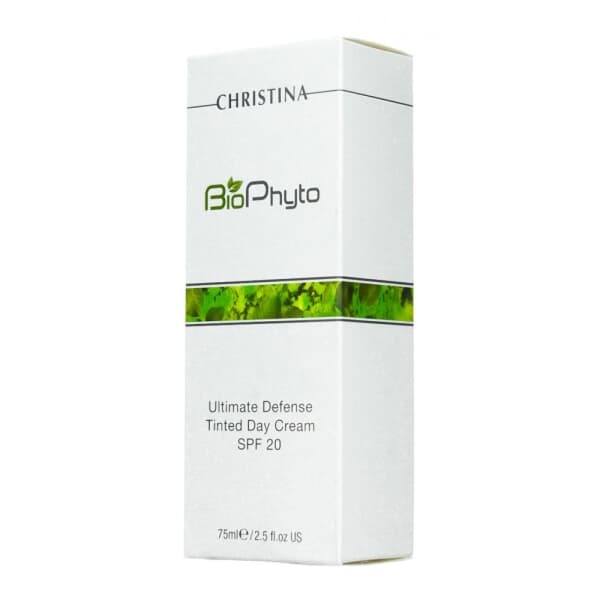 CHRISTINA
BioPhyto
Ultimate Defense
Tinted Day Cream
SPF 20
75ml℮/2.5 fl.oz US